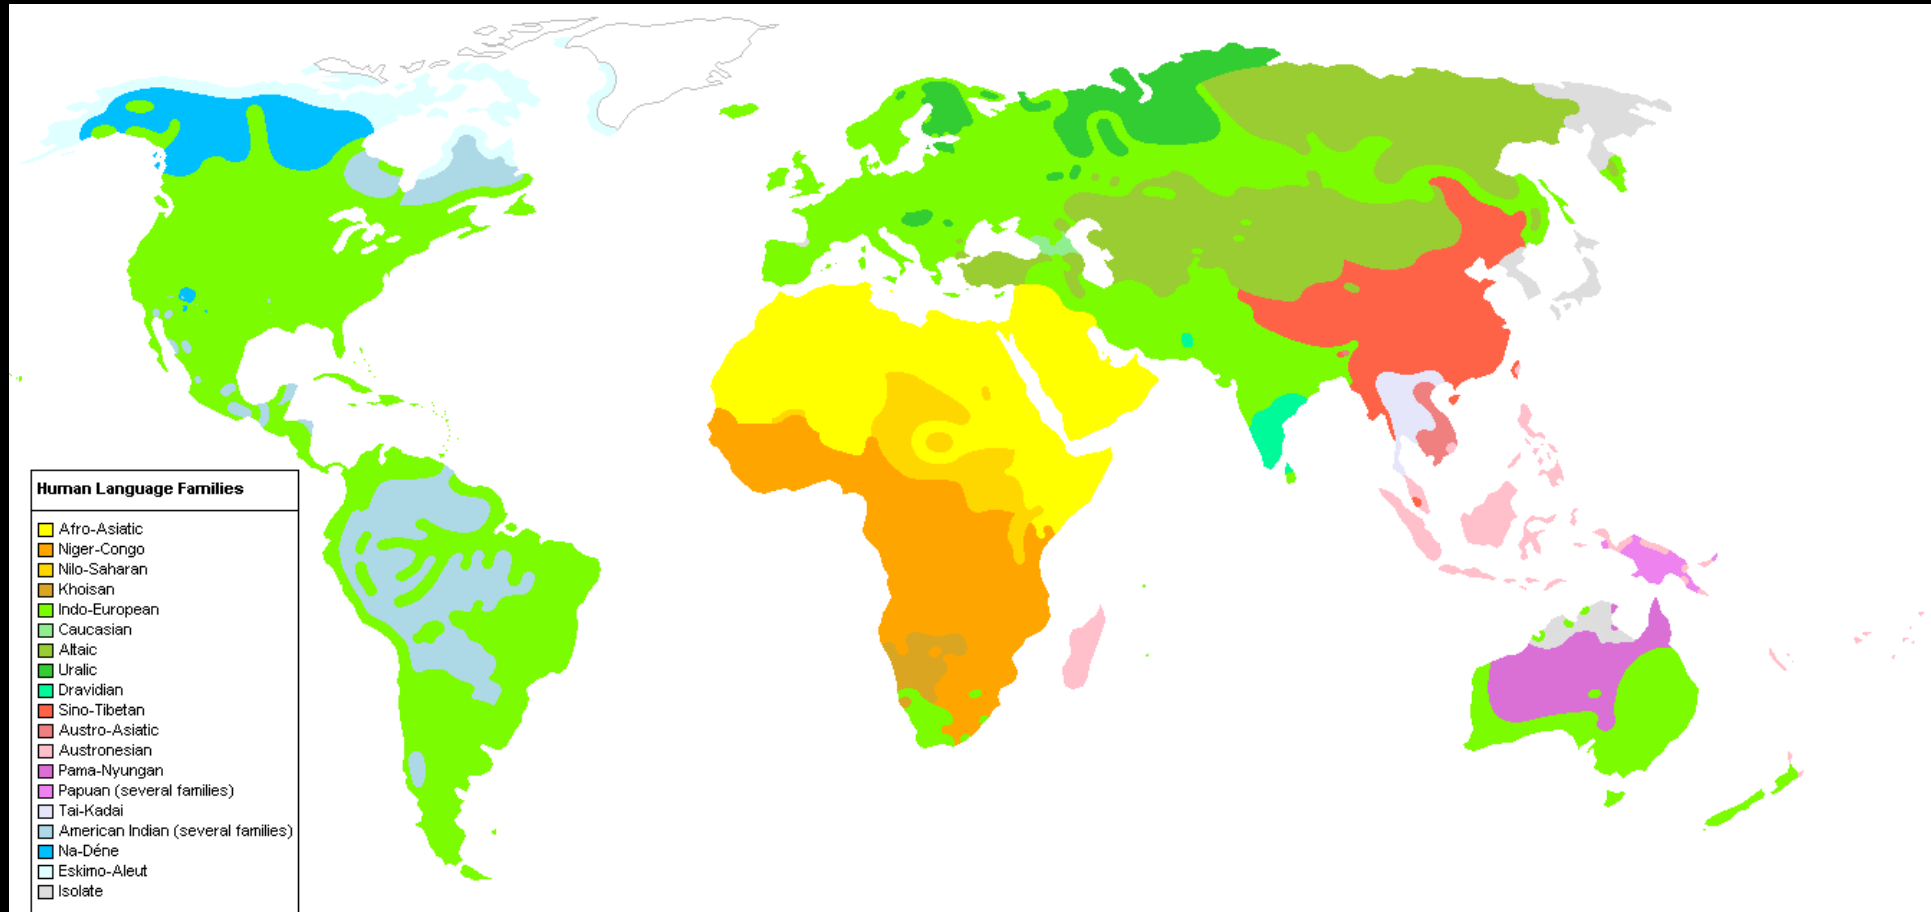 Human Language Families
Afro-Asiatic
Niger-Congo
Nilo-Saharan
Khoisan
Indo-European
Caucasian
Altaic
Uralic
Dravidian
Sino-Tibetan
Austro-Asiatic
Austronesian
Pama-Nyungan
Papuan (several families)
Tai-Kadai
American Indian (several families)
Na-Déne
Eskimo-Aleut
Isolate